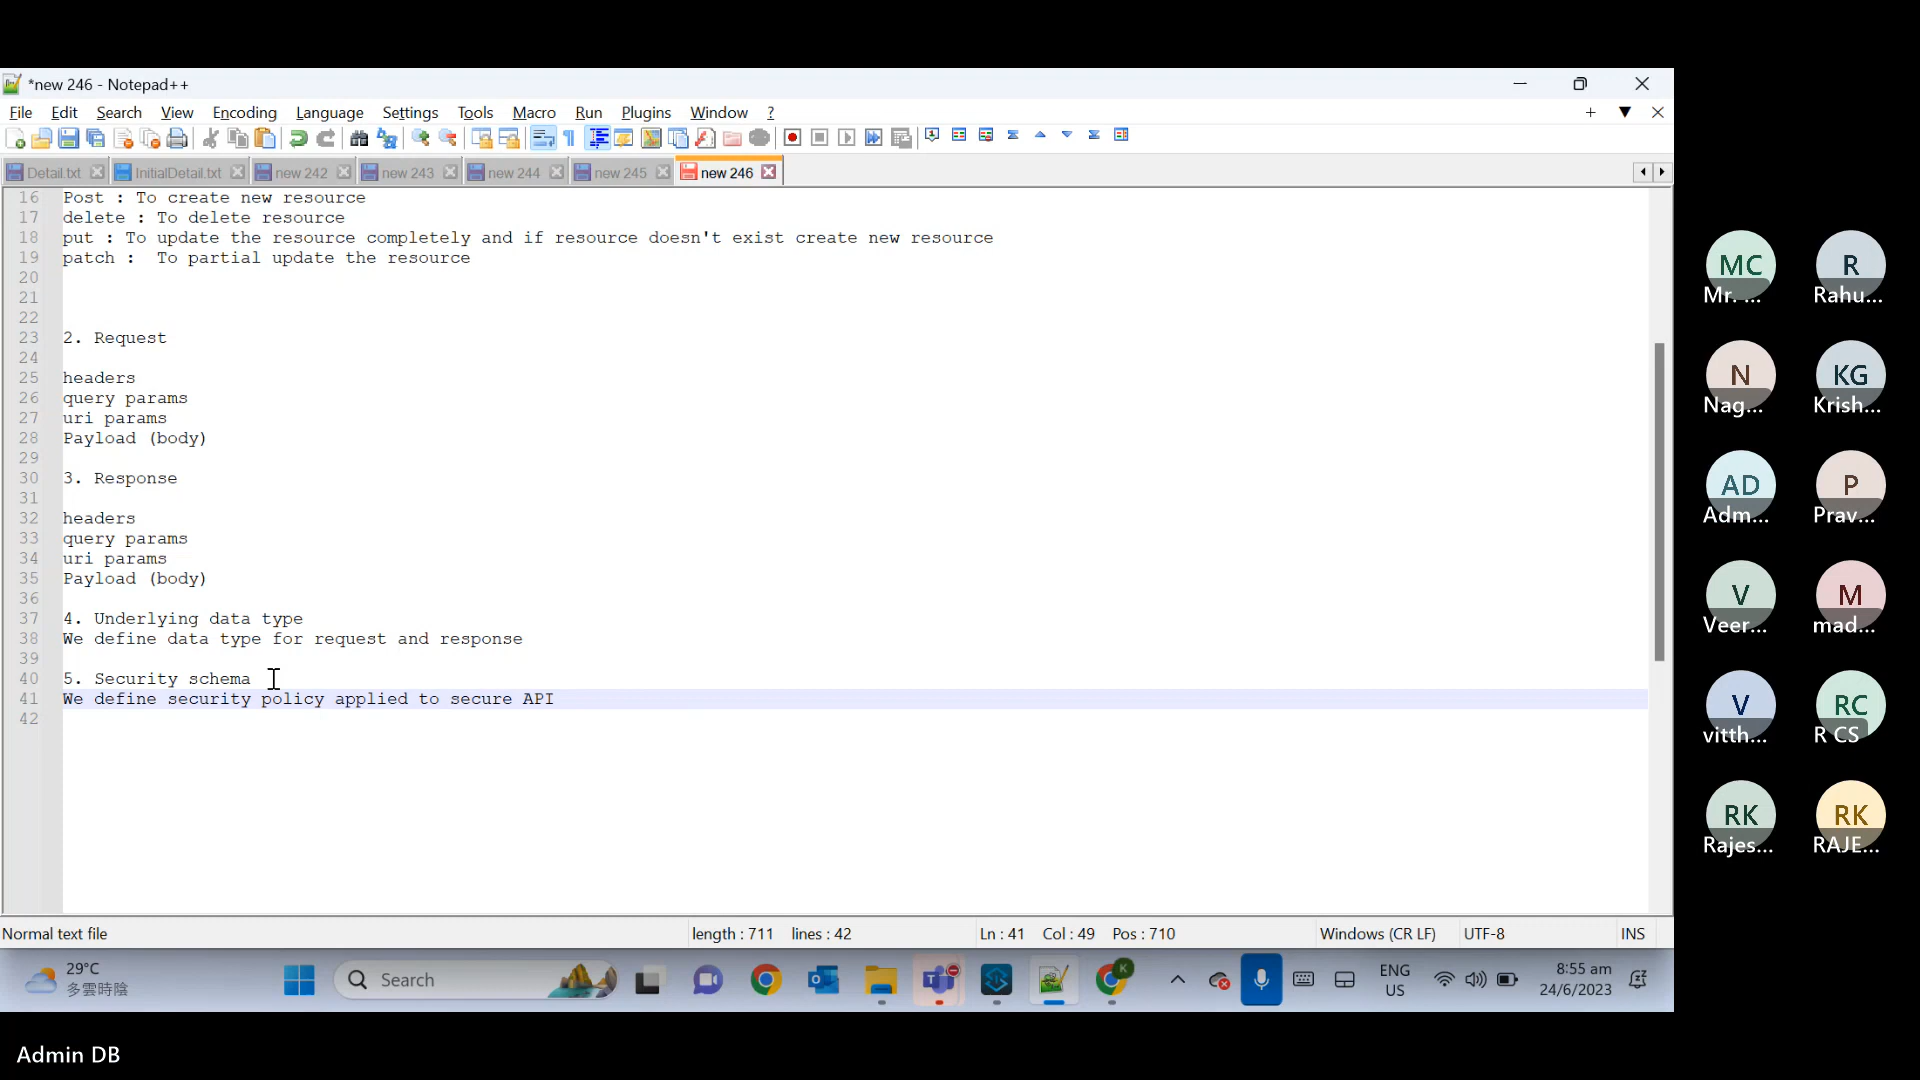 *new 246 - Notepad++
File Edit Search View Encoding Language Settings Tools Macro Run Plugins Window ?
Detail.txt InitialDetail.txt new 242 new 243 new 244 new 245 new 246
16 Post : To create new resource
17 delete : To delete resource
18 put : To update the resource completely and if resource doesn't exist create new resource
19 patch :  To partial update the resource
20
21
22
23 2. Request
24
25 headers
26 query params
27 uri params
28 Payload (body)
29
30 3. Response
31
32 headers
33 query params
34 uri params
35 Payload (body)
36
37 4. Underlying data type
38 We define data type for request and response
39
40 5. Security schema
41 We define security policy applied to secure API
42
Normal text file length : 711 lines : 42 Ln : 41 Col : 49 Pos : 710 Windows (CR LF) UTF-8 INS
29°C
多雲時陰
Search
K
ENG
US
8:55 am
24/6/2023
MC
Mr. ...
R
Rahu...
N
Nag...
KG
Krish...
AD
Adm...
P
Prav...
V
Veer...
M
mad...
V
vitth...
RC
R CS
RK
Rajes...
RK
RAJE...
Admin DB